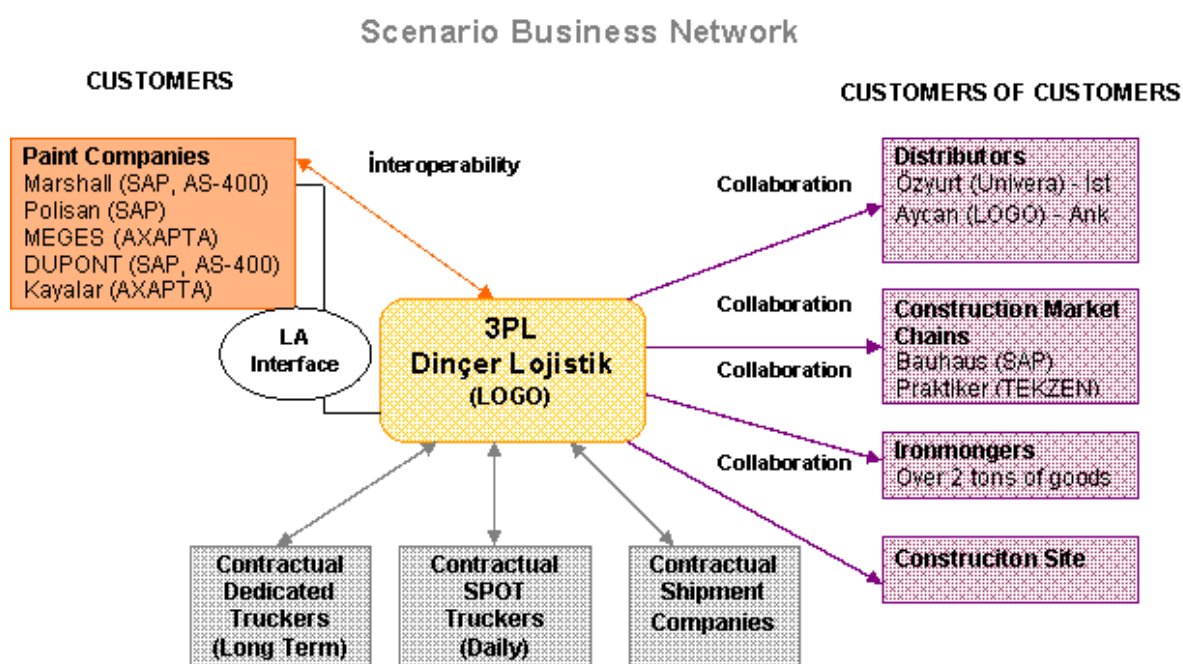 Scenario Business Network
CUSTOMERS
CUSTOMERS OF CUSTOMERS
Paint Companies
Marshall (SAP, AS-400)
Polisan (SAP)
MEGES (AXAPTA)
DUPONT (SAP, AS-400)
Kayalar (AXAPTA)
İnteroperability
LA
Interface
3PL
Dinçer Lojistik
(LOGO)
Collaboration
Collaboration
Collaboration
Collaboration
Distributors
Özyurt (Univera) - İst
Aycan (LOGO) - Ank
Construction Market
Chains
Bauhaus (SAP)
Praktiker (TEKZEN)
Ironmongers
Over 2 tons of goods
Construciton Site
Contractual
Dedicated
Truckers
(Long Term)
Contractual
SPOT
Truckers
(Daily)
Contractual
Shipment
Companies